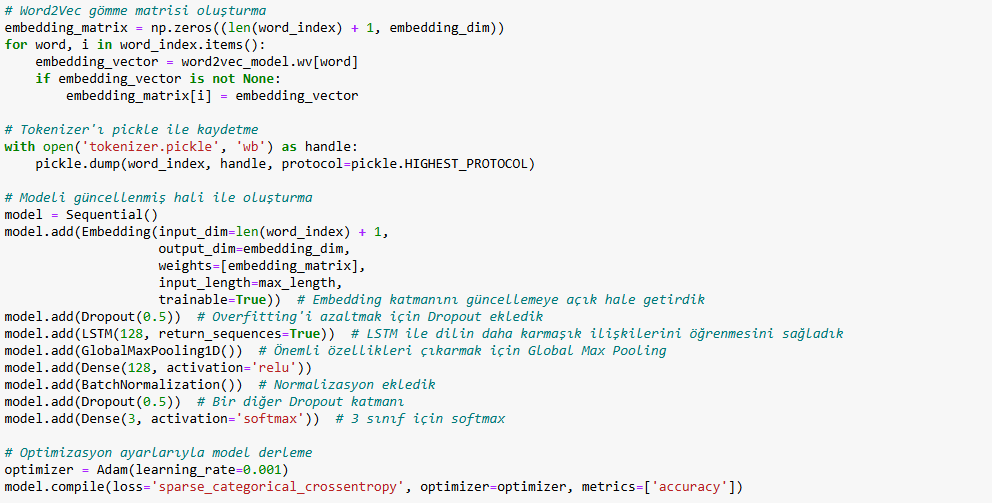 # Word2Vec gömme matrisi oluşturma
embedding_matrix = np.zeros((len(word_index) + 1, embedding_dim))
for word, i in word_index.items():
    embedding_vector = word2vec_model.wv[word]
    if embedding_vector is not None:
        embedding_matrix[i] = embedding_vector

# Tokenizer'ı pickle ile kaydetme
with open('tokenizer.pickle', 'wb') as handle:
    pickle.dump(word_index, handle, protocol=pickle.HIGHEST_PROTOCOL)

# Modeli güncellenmiş hali ile oluşturma
model = Sequential()
model.add(Embedding(input_dim=len(word_index) + 1,
                    output_dim=embedding_dim,
                    weights=[embedding_matrix],
                    input_length=max_length,
                    trainable=True))  # Embedding katmanını güncellemeye açık hale getirdik
model.add(Dropout(0.5))  # Overfitting'i azaltmak için Dropout ekledik
model.add(LSTM(128, return_sequences=True))  # LSTM ile dilin daha karmaşık ilişkilerini öğrenmesini sağladık
model.add(GlobalMaxPooling1D())  # Önemli özellikleri çıkarmak için Global Max Pooling
model.add(Dense(128, activation='relu'))
model.add(BatchNormalization())  # Normalizasyon ekledik
model.add(Dropout(0.5))  # Bir diğer Dropout katmanı
model.add(Dense(3, activation='softmax'))  # 3 sınıf için softmax

# Optimizasyon ayarlarıyla model derleme
optimizer = Adam(learning_rate=0.001)
model.compile(loss='sparse_categorical_crossentropy', optimizer=optimizer, metrics=['accuracy'])